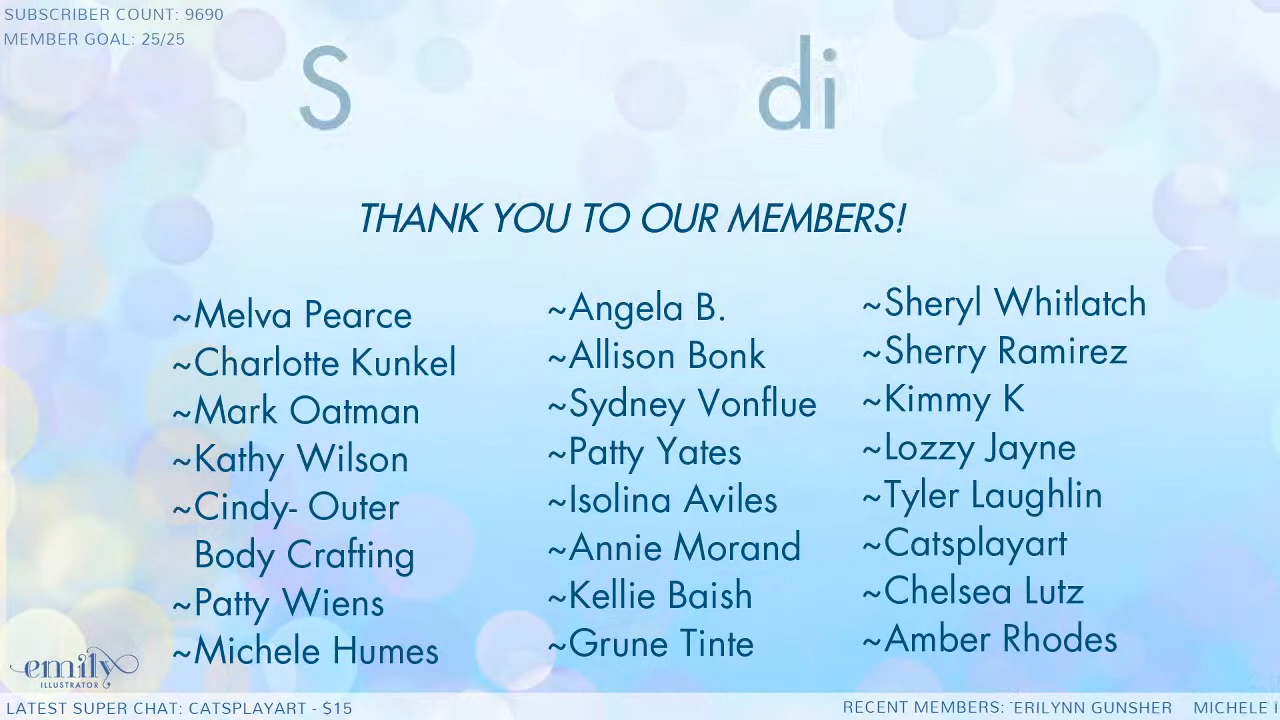 SUBSCRIBER COUNT: 9690
MEMBER GOAL: 25/25
S di
THANK YOU TO OUR MEMBERS!
~Melva Pearce
~Charlotte Kunkel
~Mark Oatman
~Kathy Wilson
~Cindy- Outer
Body Crafting
~Patty Wiens
~Michele Humes
~Angela B.
~Allison Bonk
~Sydney Vonflue
~Patty Yates
~Isolina Aviles
~Annie Morand
~Kellie Baish
~Grune Tinte
~Sheryl Whitlatch
~Sherry Ramirez
~Kimmy K
~Lozzy Jayne
~Tyler Laughlin
~Catsplayart
~Chelsea Lutz
~Amber Rhodes
emily
ILLUSTRATOR
LATEST SUPER CHAT: CATSPLAYART - $15
RECENT MEMBERS: ERILYNN GUNSHER MICHELE